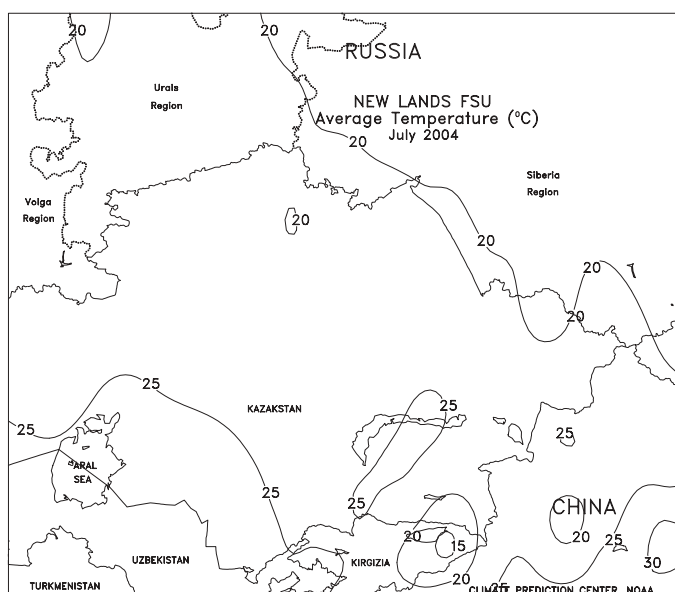 20
20
RUSSIA
Urals
Region
NEW LANDS FSU
Average Temperature (°C)
July 2004
20
Siberia
Region
Volga
Region
20
20
20
20
25
25
25
KAZAKSTAN
25
25
ARAL
SEA
25
25
CHINA
20
20
25
15
UZBEKISTAN
KIRGIZIA
30
20
TURKMENISTAN
25
CLIMATE PREDICTION CENTER, NOAA